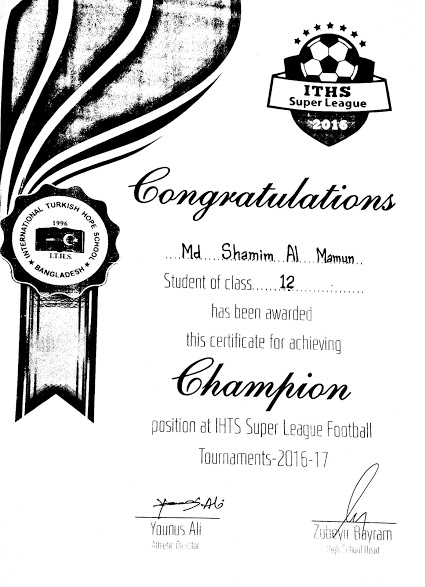 ITHS
Super League
2016
Congratulations
INTERNATIONAL TURKISH HOPE SCHOOL
1996
I.T.H.S.
★ BANGLADESH ★
....Md...Shamim...Al....Mamun..
Student of class......12.......:......
has been awarded
this certificate for achieving
Champion
position at IHTS Super League Football
Tournaments-2016-17
Younus Ali
Zubeyir Bayram
Athletic Director
High School Head